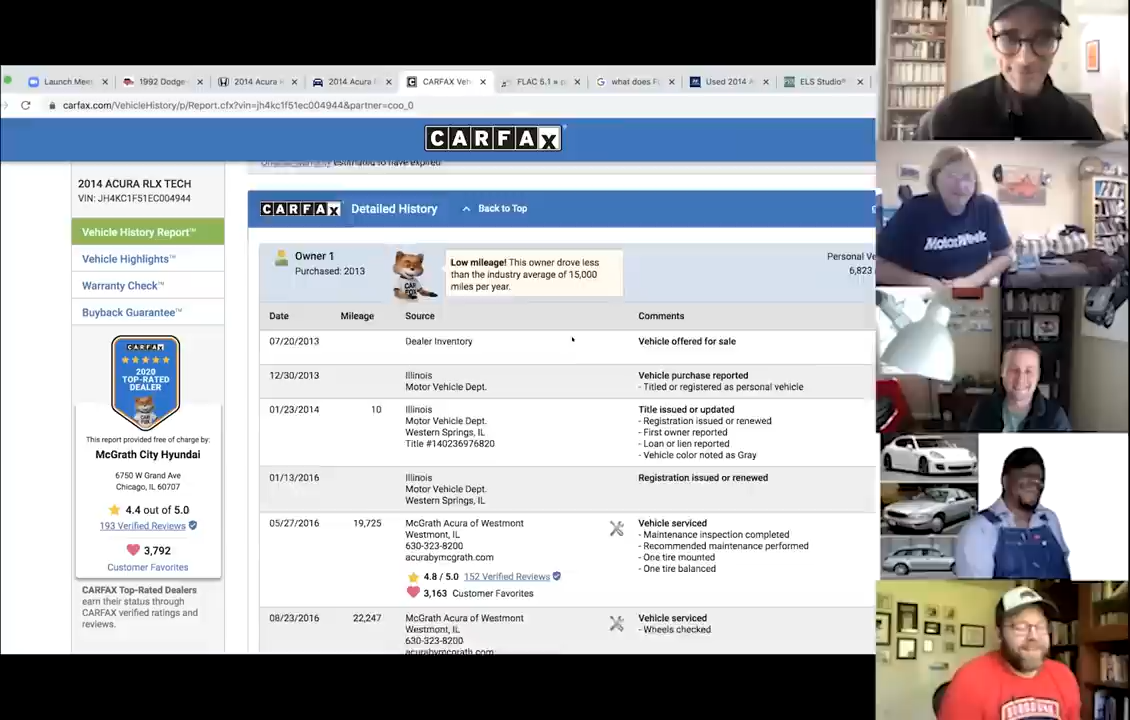 Launch Mee
1992 Dodge
2014 Acura R
2014 Acura
CARFAX Veh
FLAC 5.1 »
what does F
Used 2014 A
ELS Studio®
carfax.com/VehicleHistory/p/Report.cfx?vin=jh4kc1f51ec004944&partner=coo_0
CARFAX
estimated to have expired
2014 ACURA RLX TECH
VIN: JH4KC1F51EC004944
Vehicle History Report™
Vehicle Highlights™
Warranty Check™
Buyback Guarantee™
CARFAX
2020
TOP-RATED
DEALER
This report provided free of charge by:
McGrath City Hyundai
6750 W Grand Ave
Chicago, IL 60707
4.4 out of 5.0
193 Verified Reviews
3,792
Customer Favorites
CARFAX Top-Rated Dealers
earn their status through
CARFAX verified ratings and
reviews.
CARFAX Detailed History
Back to Top
Owner 1
Purchased: 2013
CAR
FOX
Low mileage! This owner drove less
than the industry average of 15,000
miles per year.
Personal Ve
6,823
Date Mileage Source Comments
07/20/2013 Dealer Inventory Vehicle offered for sale
12/30/2013 Illinois Vehicle purchase reported
Motor Vehicle Dept. - Titled or registered as personal vehicle
01/23/2014 10 Illinois Title issued or updated
Motor Vehicle Dept. - Registration issued or renewed
Western Springs, IL - First owner reported
Title #140236976820 - Loan or lien reported
- Vehicle color noted as Gray
01/13/2016 Illinois Registration issued or renewed
Motor Vehicle Dept.
Western Springs, IL
05/27/2016 19,725 McGrath Acura of Westmont Vehicle serviced
Westmont, IL - Maintenance inspection completed
630-323-8200 - Recommended maintenance performed
acurabymcgrath.com - One tire mounted
- One tire balanced
4.8 / 5.0 152 Verified Reviews
3,163 Customer Favorites
08/23/2016 22,247 McGrath Acura of Westmont Vehicle serviced
Westmont, IL - Wheels checked
630-323-8200
acurabymcgrath.com
MotorWeek